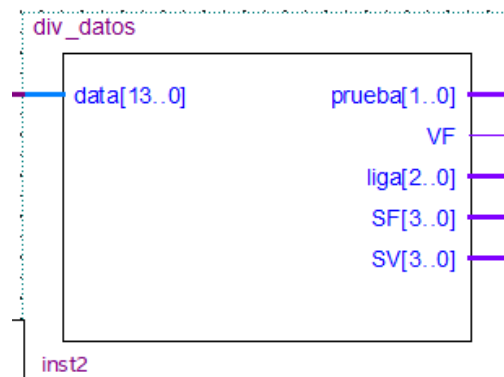 div_datos
data[13..0]
prueba[1..0]
VF
liga[2..0]
SF[3..0]
SV[3..0]
inst2